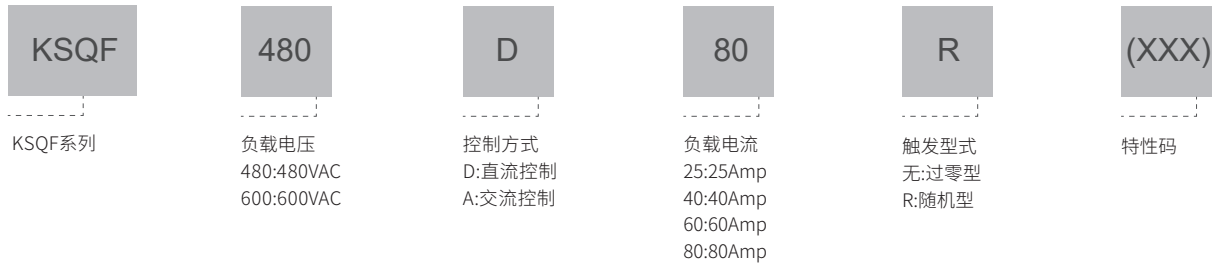 KSQF
480
D
80
R
(XXX)
KSQF系列
负载电压
480:480VAC
600:600VAC
控制方式
D:直流控制
A:交流控制
负载电流
25:25Amp
40:40Amp
60:60Amp
80:80Amp
触发型式
无:过零型
R:随机型
特性码